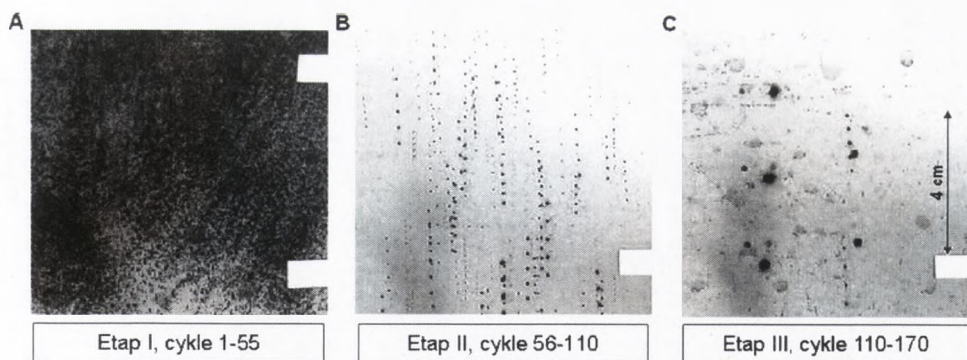 A
B
C
4 cm
Etap I, cykle 1-55
Etap II, cykle 56-110
Etap III, cykle 110-170